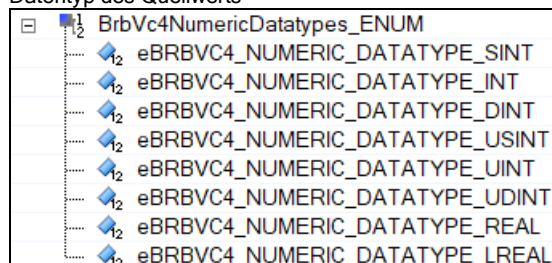 Datentyp des Quellwerts
BrbVc4NumericDatatypes_ENUM
eBRBVC4_NUMERIC_DATATYPE_SINT
eBRBVC4_NUMERIC_DATATYPE_INT
eBRBVC4_NUMERIC_DATATYPE_DINT
eBRBVC4_NUMERIC_DATATYPE_USINT
eBRBVC4_NUMERIC_DATATYPE_UINT
eBRBVC4_NUMERIC_DATATYPE_UDINT
eBRBVC4_NUMERIC_DATATYPE_REAL
eBRBVC4_NUMERIC_DATATYPE_LREAL